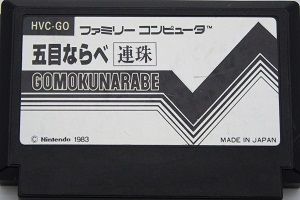 HVC-GO ファミリー コンピュータ™
五目ならべ 連珠
GOMOKUNARABE
© Nintendo 1983
MADE IN JAPAN